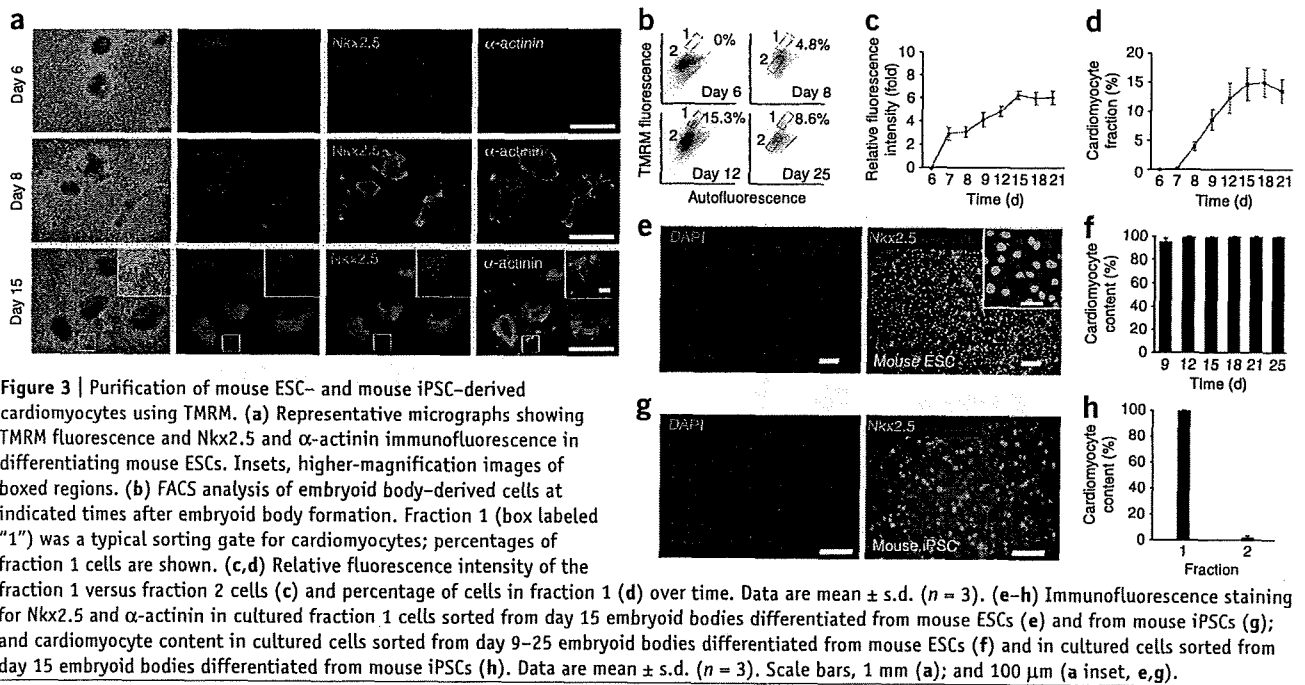 a
Day 6
Nkx2.5
α-actinin
Day 8
Nkx2.5
α-actinin
Day 15
Nkx2.5
α-actinin
b
TMRM fluorescence
1
2
0%
Day 6
1
2
4.8%
Day 8
1
2
15.3%
Day 12
1
2
8.6%
Day 25
Autofluorescence
c
Relative fluorescence
intensity (fold)
10
8
6
4
2
0
6 7 8 9 12 15 18 21
Time (d)
d
Cardiomyocyte
fraction (%)
20
15
10
5
0
6 7 8 9 12 15 18 21
Time (d)
e
DAPI
Nkx2.5
Mouse ESC
f
Cardiomyocyte
content (%)
100
80
60
40
20
0
9 12 15 18 21 25
Time (d)
g
DAPI
Nkx2.5
Mouse iPSC
h
Cardiomyocyte
content (%)
100
80
60
40
20
0
1 2
Fraction
Figure 3 | Purification of mouse ESC– and mouse iPSC–derived
cardiomyocytes using TMRM. (a) Representative micrographs showing
TMRM fluorescence and Nkx2.5 and α-actinin immunofluorescence in
differentiating mouse ESCs. Insets, higher-magnification images of
boxed regions. (b) FACS analysis of embryoid body–derived cells at
indicated times after embryoid body formation. Fraction 1 (box labeled
“1”) was a typical sorting gate for cardiomyocytes; percentages of
fraction 1 cells are shown. (c,d) Relative fluorescence intensity of the
fraction 1 versus fraction 2 cells (c) and percentage of cells in fraction 1 (d) over time. Data are mean ± s.d. (n = 3). (e–h) Immunofluorescence staining
for Nkx2.5 and α-actinin in cultured fraction 1 cells sorted from day 15 embryoid bodies differentiated from mouse ESCs (e) and from mouse iPSCs (g);
and cardiomyocyte content in cultured cells sorted from day 9–25 embryoid bodies differentiated from mouse ESCs (f) and in cultured cells sorted from
day 15 embryoid bodies differentiated from mouse iPSCs (h). Data are mean ± s.d. (n = 3). Scale bars, 1 mm (a); and 100 μm (a inset, e,g).